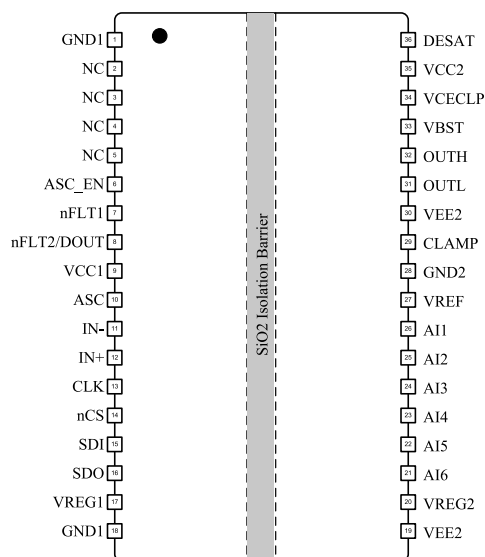 GND1 1 36 DESAT
NC 2 35 VCC2
NC 3 34 VCECLP
NC 4 33 VBST
NC 5 32 OUTH
ASC_EN 6 31 OUTL
nFLT1 7 30 VEE2
nFLT2/DOUT 8 29 CLAMP
VCC1 9 28 GND2
ASC 10 27 VREF
IN- 11 26 AI1
IN+ 12 25 AI2
CLK 13 24 AI3
nCS 14 23 AI4
SDI 15 22 AI5
SDO 16 21 AI6
VREG1 17 20 VREG2
GND1 18 19 VEE2
SiO2 Isolation Barrier